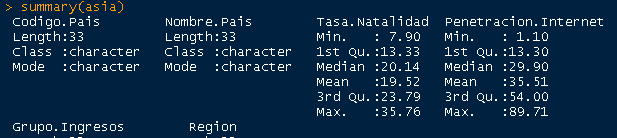 > summary(asia)
Codigo.Pais Nombre.Pais Tasa.Natalidad Penetracion.Internet
Length:33 Length:33 Min. : 7.90 Min. : 1.10
Class :character Class :character 1st Qu.:13.33 1st Qu.:13.30
Mode :character Mode :character Median :20.14 Median :29.90
Mean :19.52 Mean :35.51
3rd Qu.:23.79 3rd Qu.:54.00
Max. :35.76 Max. :89.71
Grupo.Ingresos Region